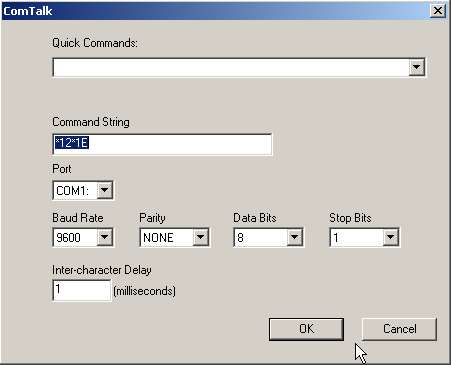 ComTalk
Quick Commands:
Command String
*12*1E
Port
COM1:
Baud Rate Parity Data Bits Stop Bits
9600 NONE 8 1
Inter-character Delay
1 (milliseconds)
OK Cancel